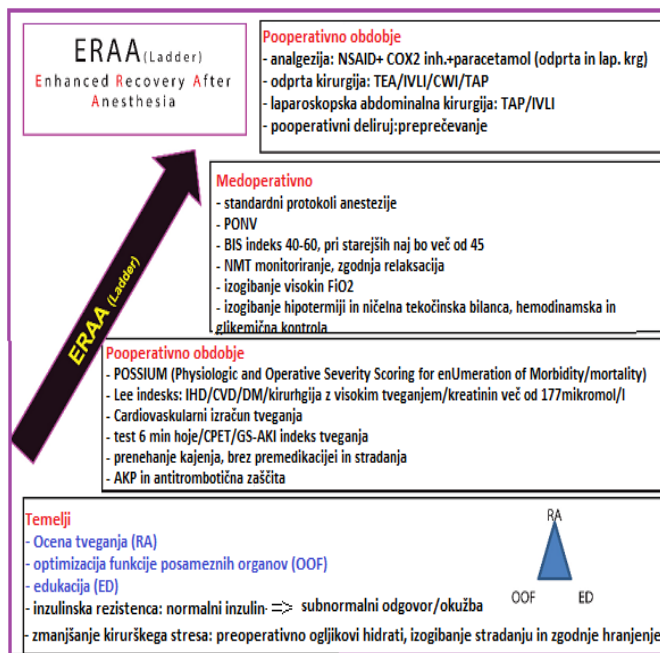 ERAA (Ladder)
Enhanced Recovery After
Anesthesia
Pooperativno obdobje
- analgezija: NSAID+ COX2 inh.+paracetamol (odprta in lap. krg)
- odprta kirurgija: TEA/IVLI/CWI/TAP
- laparoskopska abdominalna kirurgija: TAP/IVLI
- pooperativni deliruj:preprečevanje
Medoperativno
- standardni protokoli anestezije
- PONV
- BIS indeks 40-60, pri starejših naj bo več od 45
- NMT monitoriranje, zgodnja relaksacija
- izogibanje visokin FiO2
- izogibanje hipotermiji in ničelna tekočinska bilanca, hemodinamska in
glikemična kontrola
ERAA (Ladder)
Pooperativno obdobje
- POSSIUM (Physiologic and Operative Severity Scoring for enUmeration of Morbidity/mortality)
- Lee indesks: IHD/CVD/DM/kirurhgija z visokim tveganjem/kreatinin več od 177mikromol/l
- Cardiovaskularni izračun tveganja
- test 6 min hoje/CPET/GS-AKI indeks tveganja
- prenehanje kajenja, brez premedikacijei in stradanja
- AKP in antitrombotična zaščita
Temelji
- Ocena tveganja (RA)
- optimizacija funkcije posameznih organov (OOF)
- edukacija (ED)
- inzulinska rezistenca: normalni inzulin- => subnormalni odgovor/okužba
- zmanjšanje kirurškega stresa: preoperativno ogljikovi hidrati, izogibanje stradanju in zgodnje hranjenje
RA
OOF ED